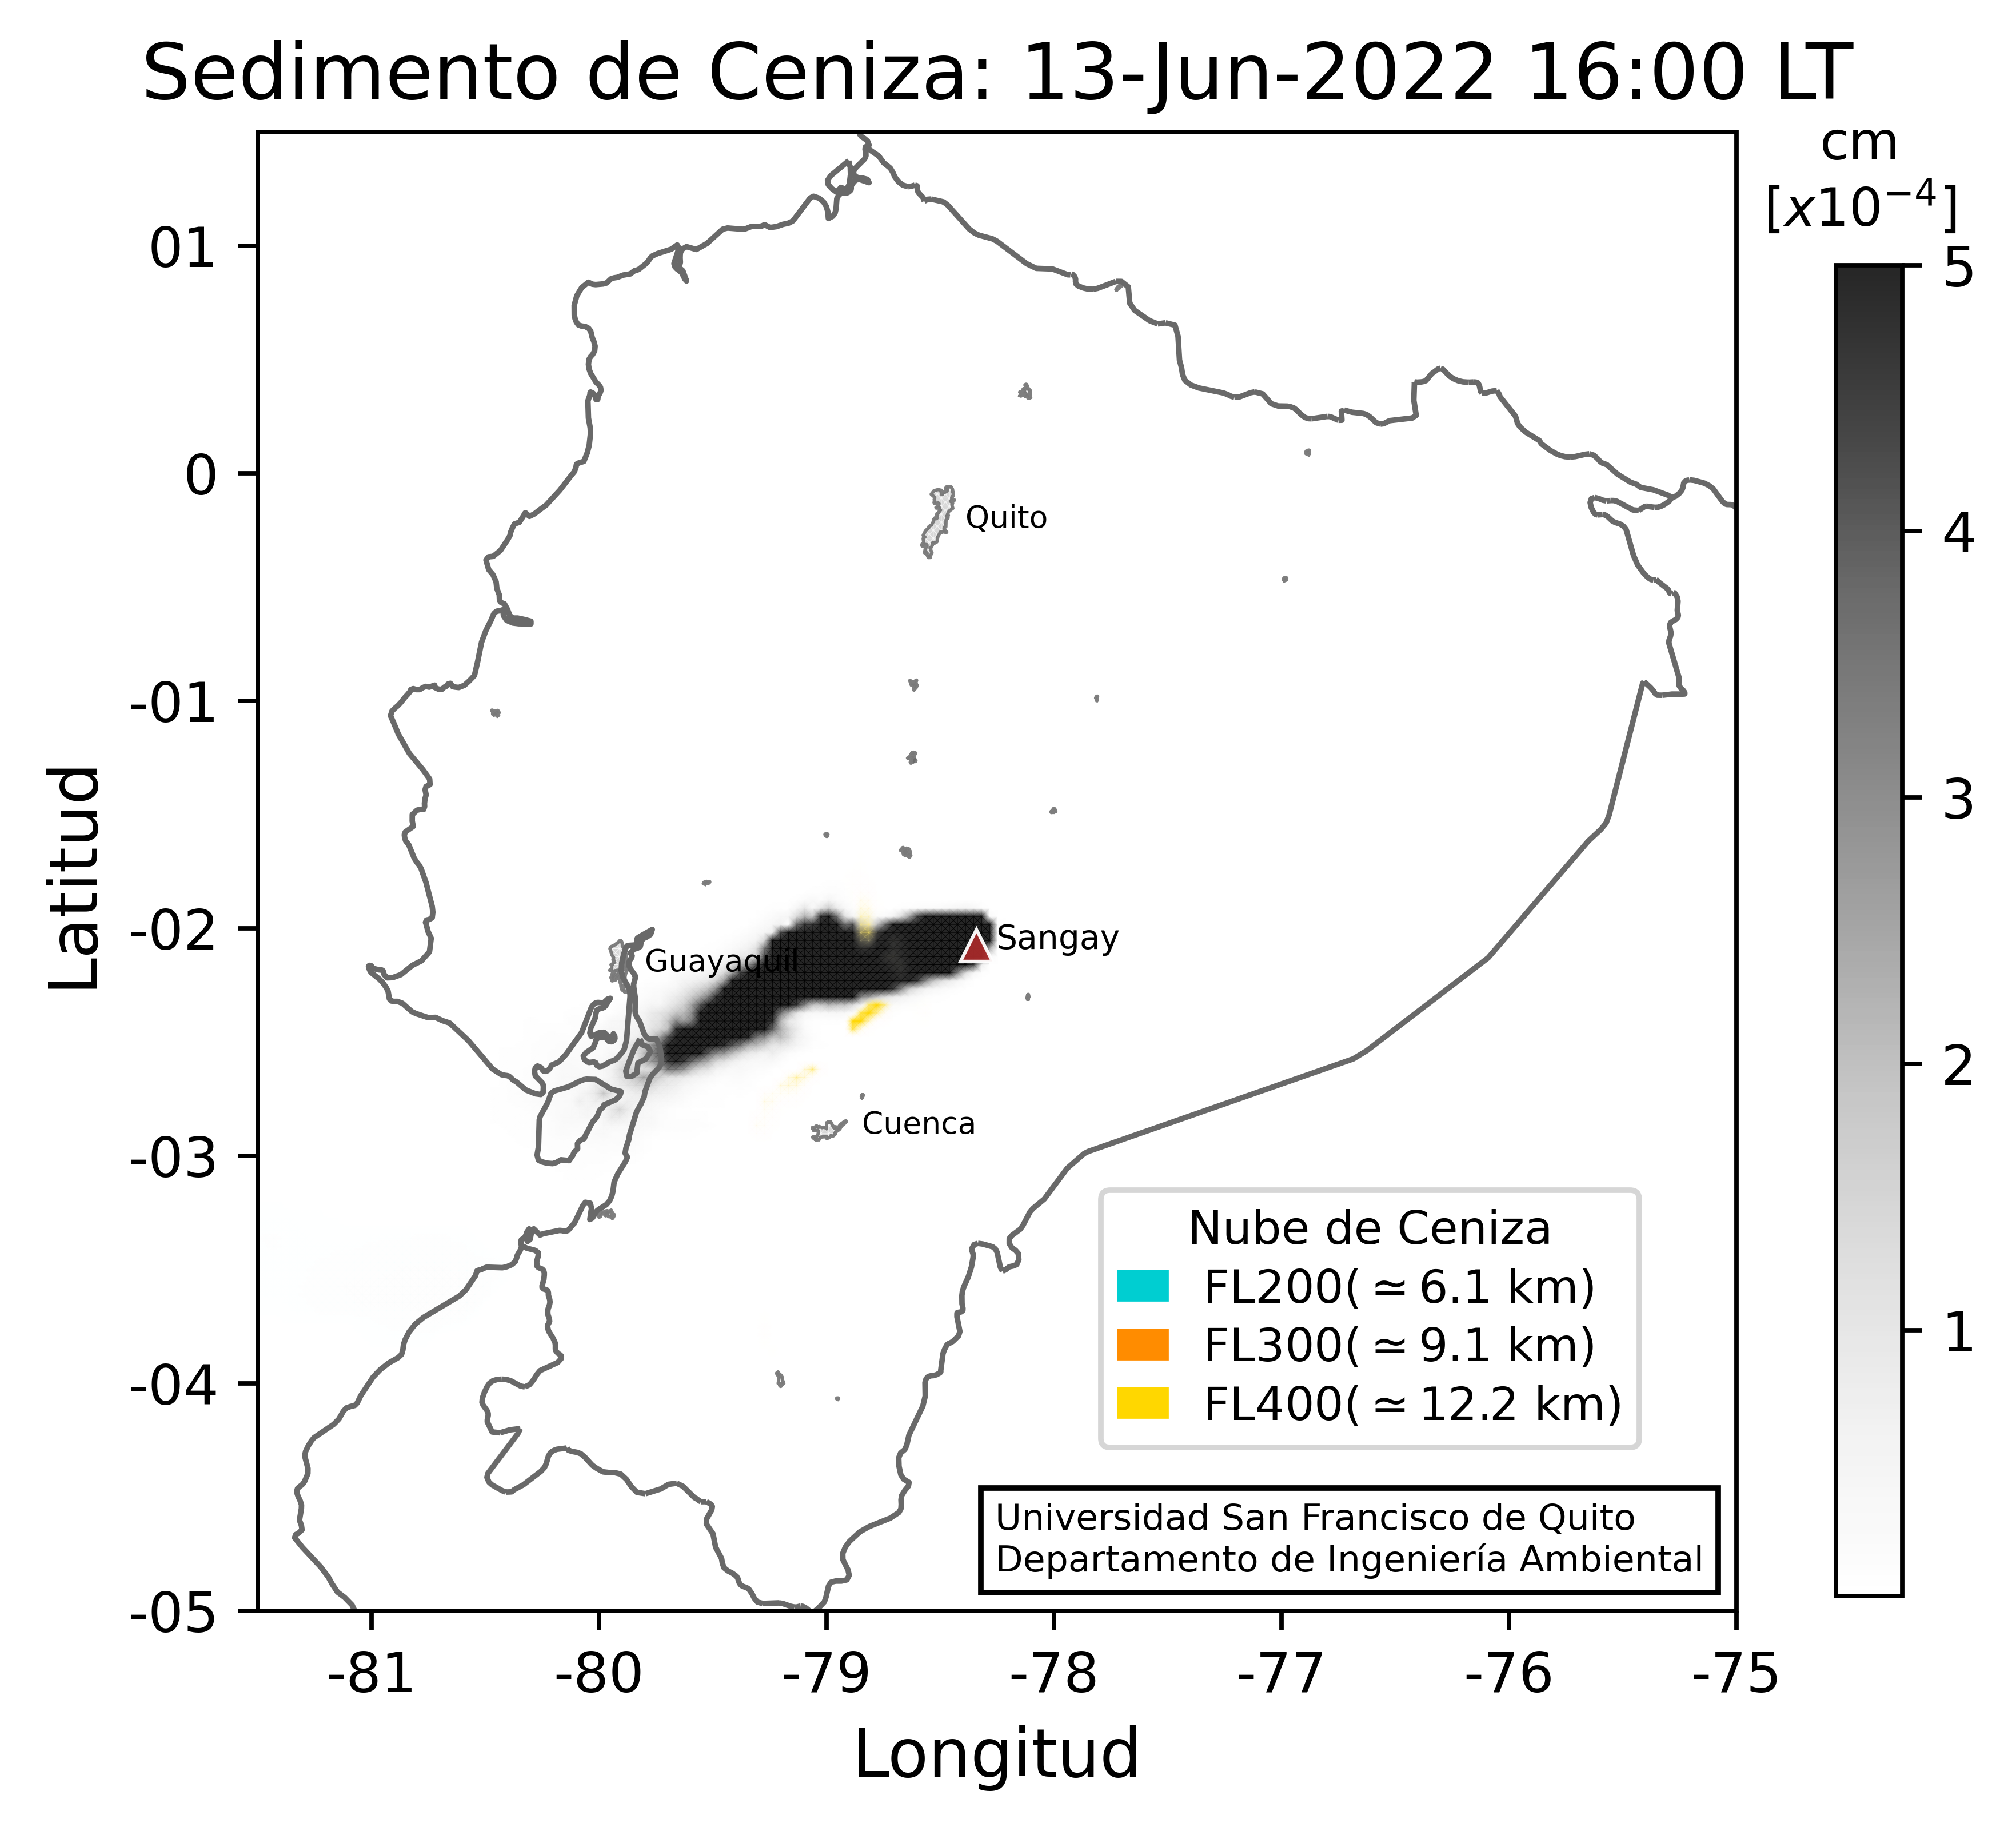 Sedimento de Ceniza: 13-Jun-2022 16:00 LT
cm
[x10⁻⁴]
5
4
3
2
1
01
0
-01
-02
-03
-04
-05
Latitud
Quito
Sangay
Guayaquil
Cuenca
Nube de Ceniza
FL200( ≃ 6.1 km)
FL300( ≃ 9.1 km)
FL400( ≃ 12.2 km)
Universidad San Francisco de Quito
Departamento de Ingeniería Ambiental
-81
-80
-79
-78
-77
-76
-75
Longitud